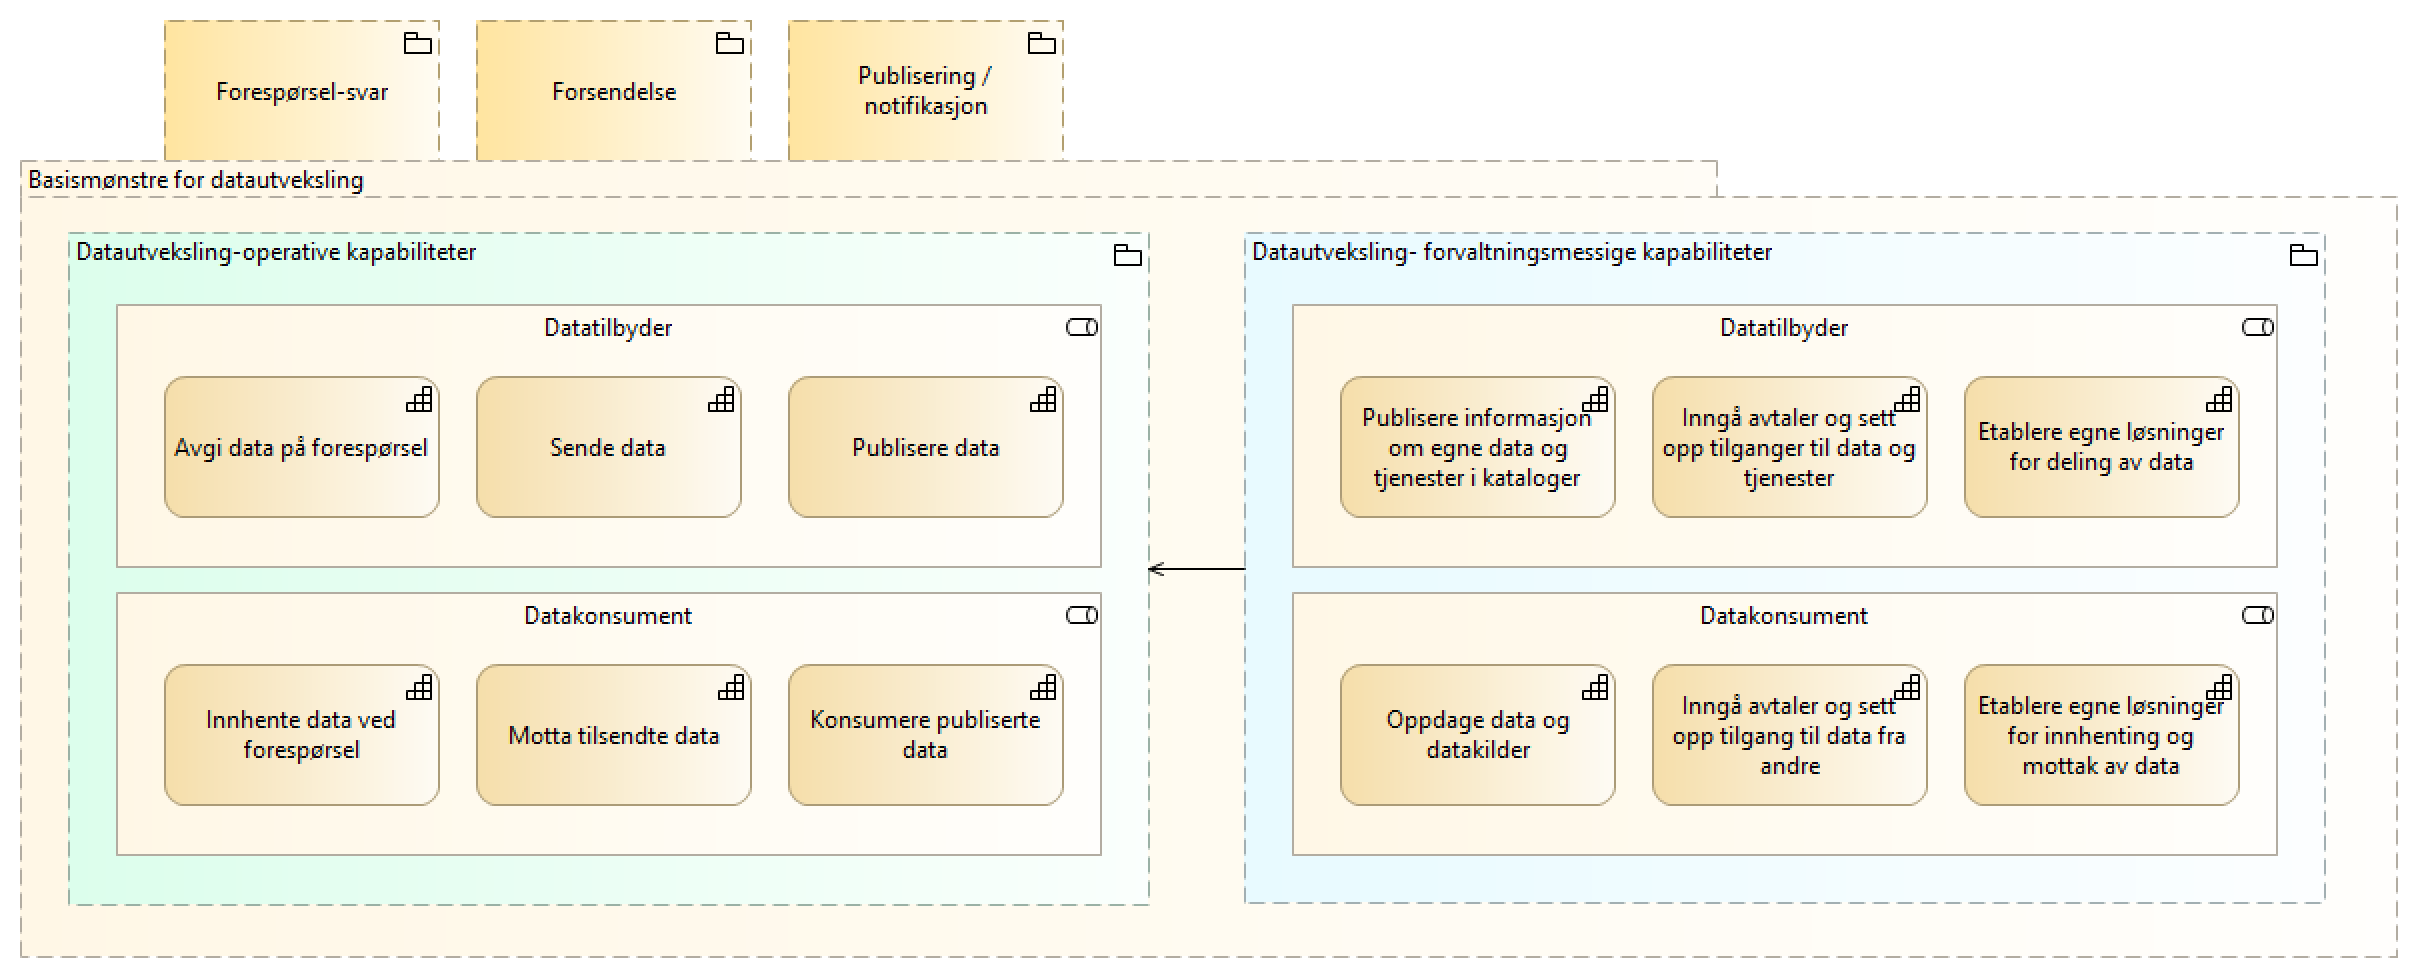 Forespørsel-svar
Forsendelse
Publisering /
notifikasjon
Basismønstre for datautveksling
Datautveksling-operative kapabiliteter
Datatilbyder
Avgi data på forespørsel
Sende data
Publisere data
Datakonsument
Innhente data ved
forespørsel
Motta tilsendte data
Konsumere publiserte
data
Datautveksling- forvaltningsmessige kapabiliteter
Datatilbyder
Publisere informasjon
om egne data og
tjenester i kataloger
Inngå avtaler og sett
opp tilganger til data og
tjenester
Etablere egne løsninger
for deling av data
Datakonsument
Oppdage data og
datakilder
Inngå avtaler og sett
opp tilgang til data fra
andre
Etablere egne løsninger
for innhenting og
mottak av data